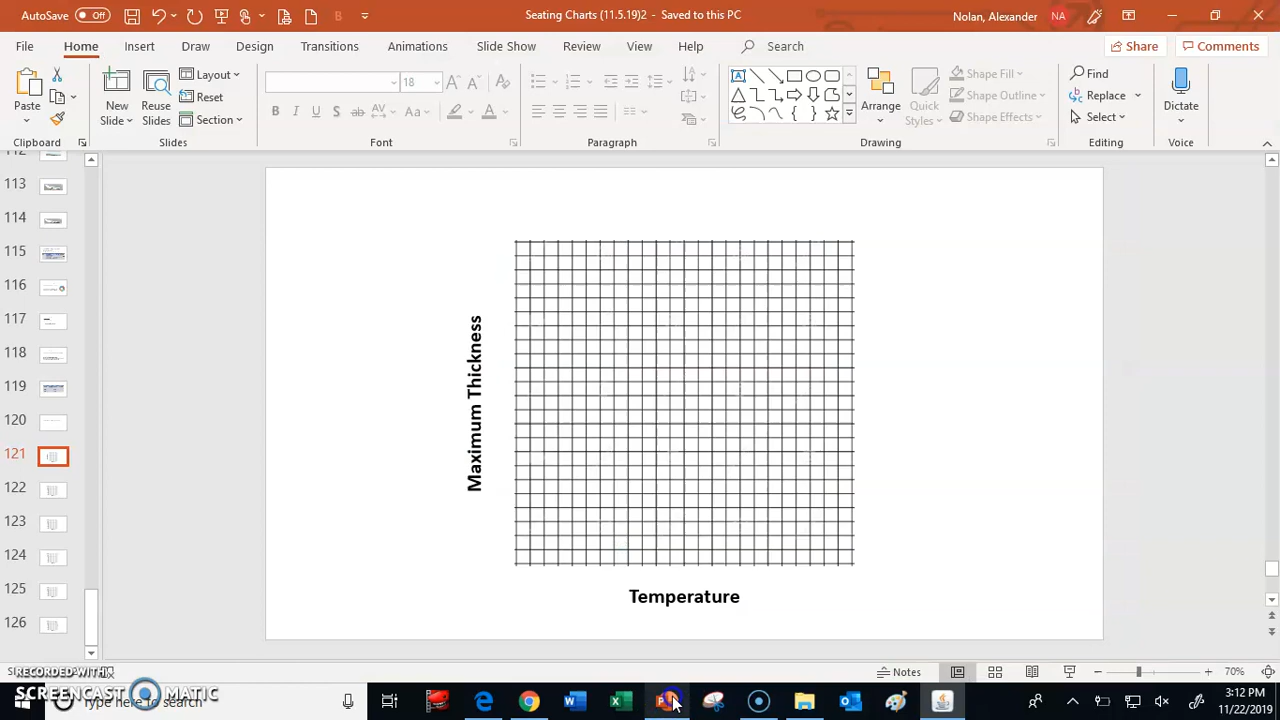 AutoSave Off Seating Charts (11.5.19)2 - Saved to this PC Nolan, Alexander NA
File Home Insert Draw Design Transitions Animations Slide Show Review View Help Search Share Comments
Paste
New Slide
Reuse Slides
Layout
Reset
Section
18
Arrange
Quick Styles
Shape Fill
Shape Outline
Shape Effects
Find
Replace
Select
Dictate
Clipboard Slides Font Paragraph Drawing Editing Voice
112
113
114
115
116
117
118
119
120
121
122
123
124
125
126
Maximum Thickness
Temperature
Notes 70%
RECORDED WITH
SCREENCAST MATIC
Type here to search
3:12 PM
11/22/2019